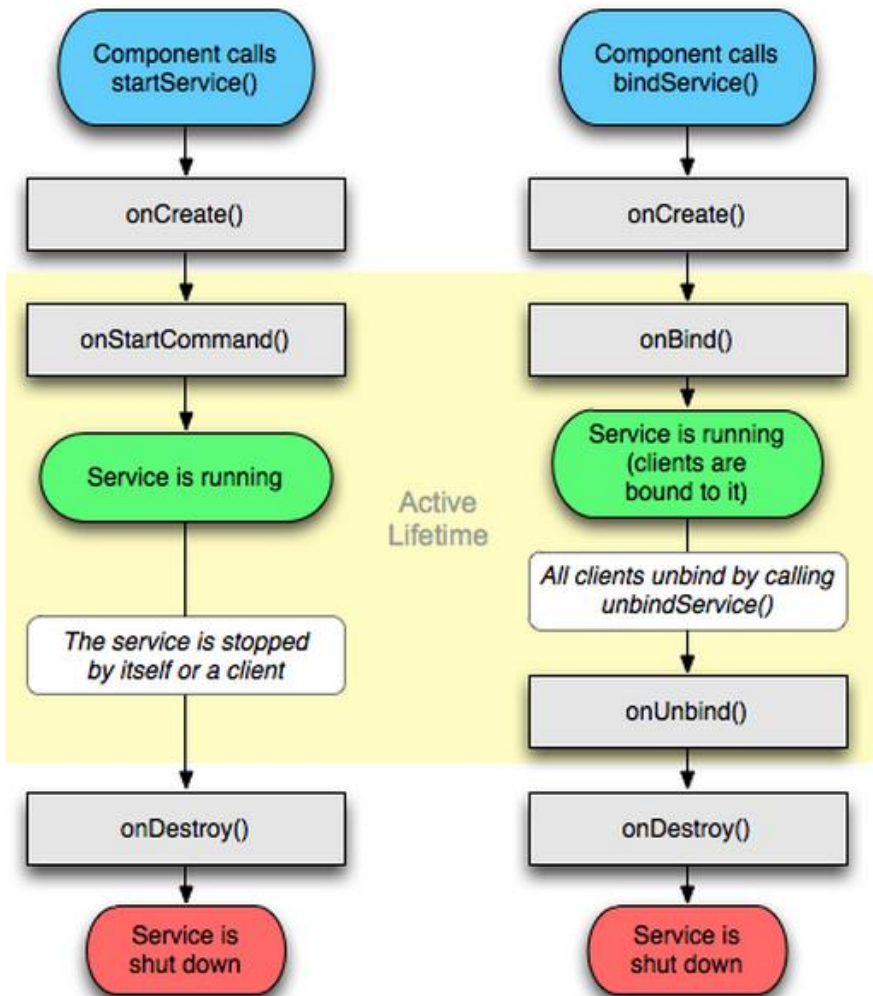 Component calls
startService()
onCreate()
onStartCommand()
Service is running
The service is stopped
by itself or a client
onDestroy()
Service is
shut down
Active
Lifetime
Component calls
bindService()
onCreate()
onBind()
Service is running
(clients are
bound to it)
All clients unbind by calling
unbindService()
onUnbind()
onDestroy()
Service is
shut down